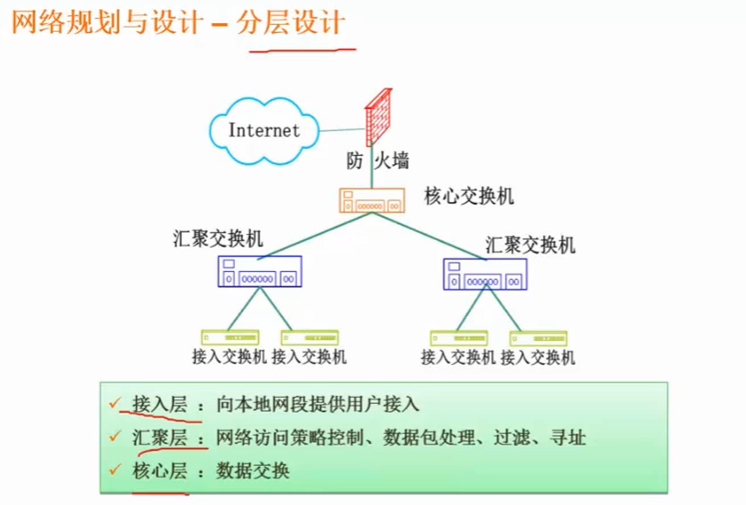 网络规划与设计 – 分层设计
Internet
防 火墙
核心交换机
汇聚交换机
汇聚交换机
接入交换机 接入交换机
接入交换机 接入交换机
✓ 接入层 ：向本地网段提供用户接入
✓ 汇聚层 ：网络访问策略控制、数据包处理、过滤、寻址
✓ 核心层 ：数据交换